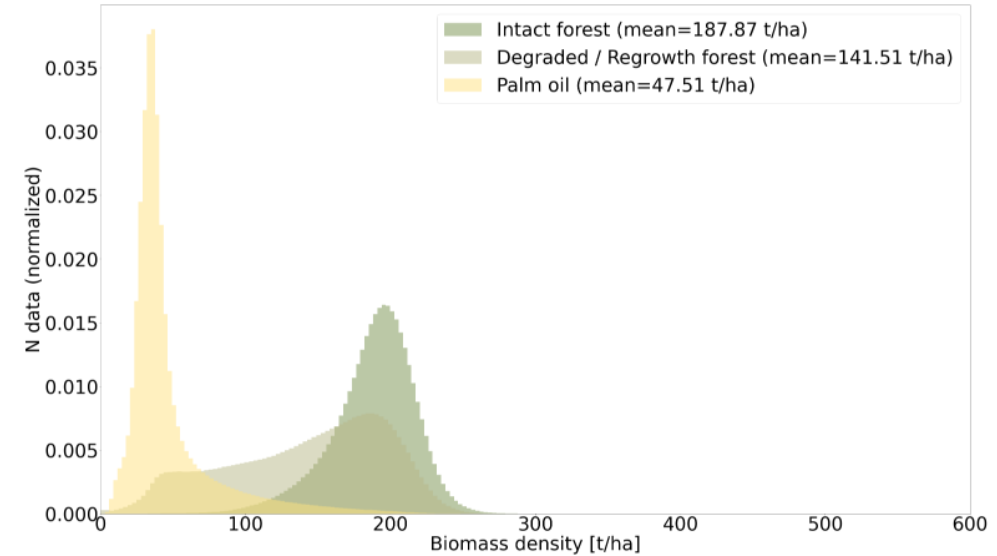 Intact forest (mean=187.87 t/ha)
Degraded / Regrowth forest (mean=141.51 t/ha)
Palm oil (mean=47.51 t/ha)
N data (normalized)
0.035
0.030
0.025
0.020
0.015
0.010
0.005
0.000
0 100 200 300 400 500 600
Biomass density [t/ha]